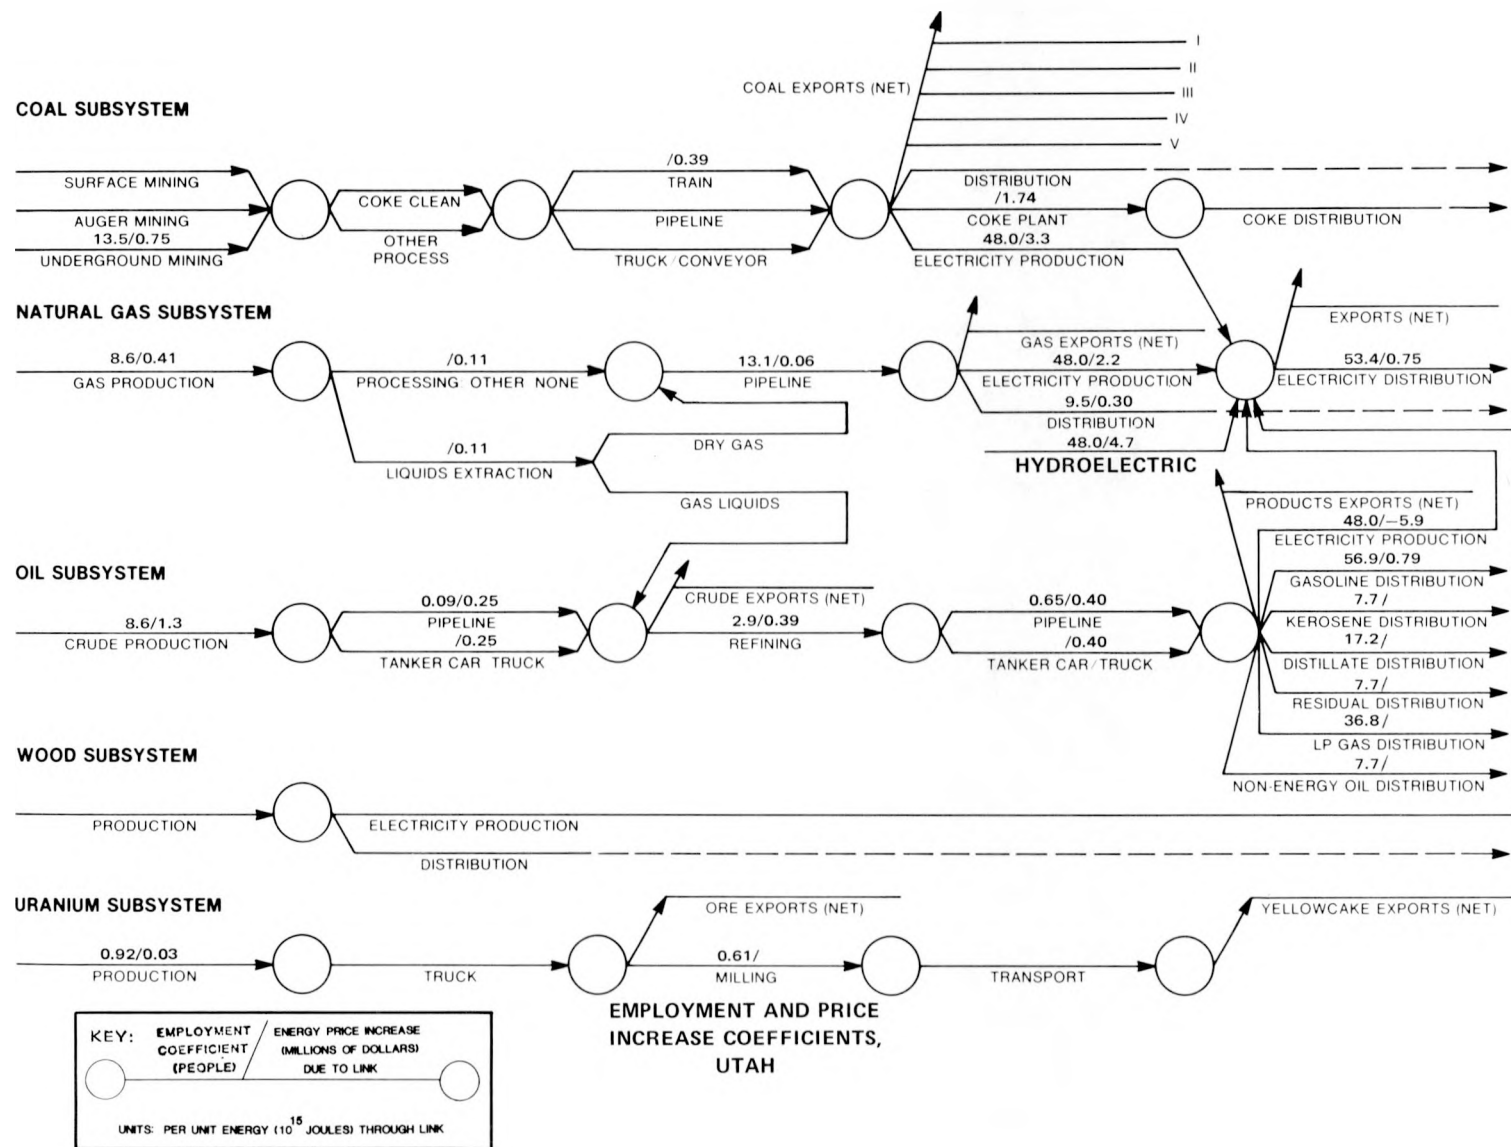 COAL SUBSYSTEM
COAL EXPORTS (NET)
I
II
III
IV
V
SURFACE MINING
AUGER MINING
13.5/0.75
UNDERGROUND MINING
COKE CLEAN
OTHER
PROCESS
/0.39
TRAIN
PIPELINE
TRUCK/CONVEYOR
DISTRIBUTION
/1.74
COKE PLANT
48.0/3.3
ELECTRICITY PRODUCTION
COKE DISTRIBUTION
NATURAL GAS SUBSYSTEM
8.6/0.41
GAS PRODUCTION
/0.11
PROCESSING OTHER NONE
/0.11
LIQUIDS EXTRACTION
DRY GAS
GAS LIQUIDS
13.1/0.06
PIPELINE
GAS EXPORTS (NET)
48.0/2.2
ELECTRICITY PRODUCTION
9.5/0.30
DISTRIBUTION
48.0/4.7
HYDROELECTRIC
EXPORTS (NET)
53.4/0.75
ELECTRICITY DISTRIBUTION
OIL SUBSYSTEM
8.6/1.3
CRUDE PRODUCTION
0.09/0.25
PIPELINE
/0.25
TANKER CAR TRUCK
CRUDE EXPORTS (NET)
2.9/0.39
REFINING
0.65/0.40
PIPELINE
/0.40
TANKER CAR/TRUCK
PRODUCTS EXPORTS (NET)
48.0/−5.9
ELECTRICITY PRODUCTION
56.9/0.79
GASOLINE DISTRIBUTION
7.7/
KEROSENE DISTRIBUTION
17.2/
DISTILLATE DISTRIBUTION
7.7/
RESIDUAL DISTRIBUTION
36.8/
LP GAS DISTRIBUTION
7.7/
NON-ENERGY OIL DISTRIBUTION
WOOD SUBSYSTEM
PRODUCTION
ELECTRICITY PRODUCTION
DISTRIBUTION
URANIUM SUBSYSTEM
0.92/0.03
PRODUCTION
TRUCK
ORE EXPORTS (NET)
0.61/
MILLING
TRANSPORT
YELLOWCAKE EXPORTS (NET)
EMPLOYMENT AND PRICE
INCREASE COEFFICIENTS,
UTAH
KEY:
EMPLOYMENT
COEFFICIENT
(PEOPLE)
/
ENERGY PRICE INCREASE
(MILLIONS OF DOLLARS)
DUE TO LINK
UNITS: PER UNIT ENERGY (10^15 JOULES) THROUGH LINK